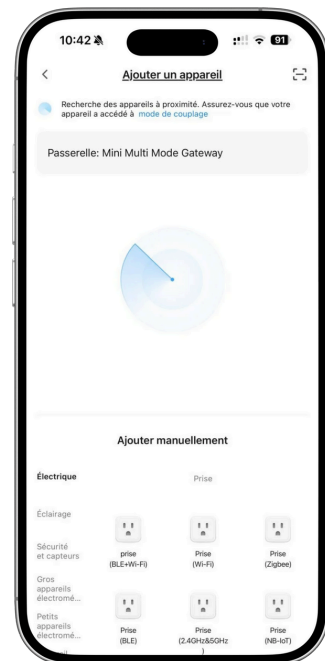 10:42
91
Ajouter un appareil
Recherche des appareils à proximité. Assurez-vous que votre
appareil a accédé à mode de couplage
Passerelle: Mini Multi Mode Gateway
Ajouter manuellement
Électrique
Prise
Éclairage
Sécurité
et capteurs
Gros
appareils
électromé...
Petits
appareils
électromé...
prise
(BLE+Wi-Fi)
Prise
(Wi-Fi)
Prise
(Zigbee)
Prise
(BLE)
Prise
(2.4GHz&5GHz
)
Prise
(NB-IoT)